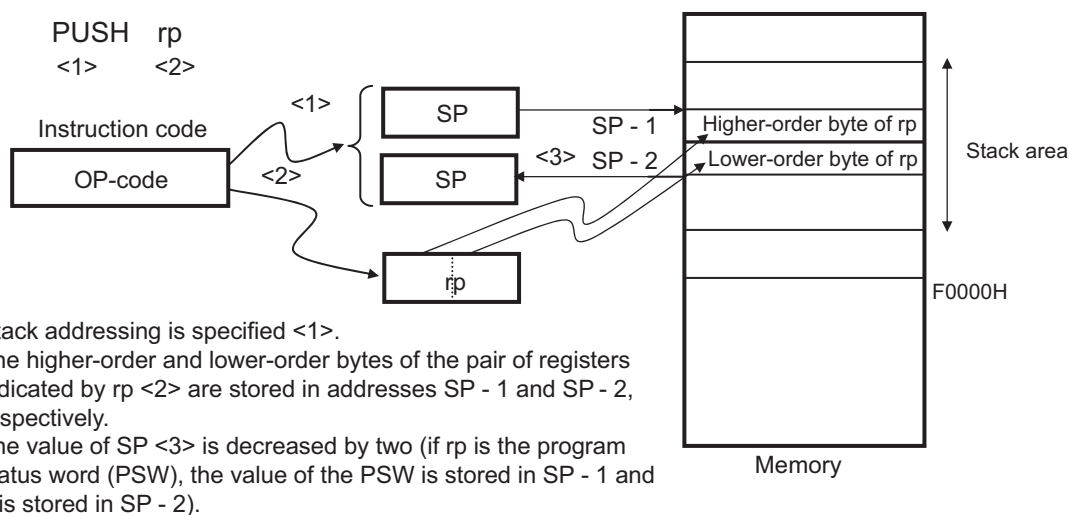 PUSH rp
<1> <2>
Instruction code
OP-code
<1>
<2>
SP
SP
rp
SP - 1
<3> SP - 2
Higher-order byte of rp
Lower-order byte of rp
Stack area
F0000H
Memory
tack addressing is specified <1>.
he higher-order and lower-order bytes of the pair of registers
dicated by rp <2> are stored in addresses SP - 1 and SP - 2,
spectively.
he value of SP <3> is decreased by two (if rp is the program
atus word (PSW), the value of the PSW is stored in SP - 1 and
is stored in SP - 2).